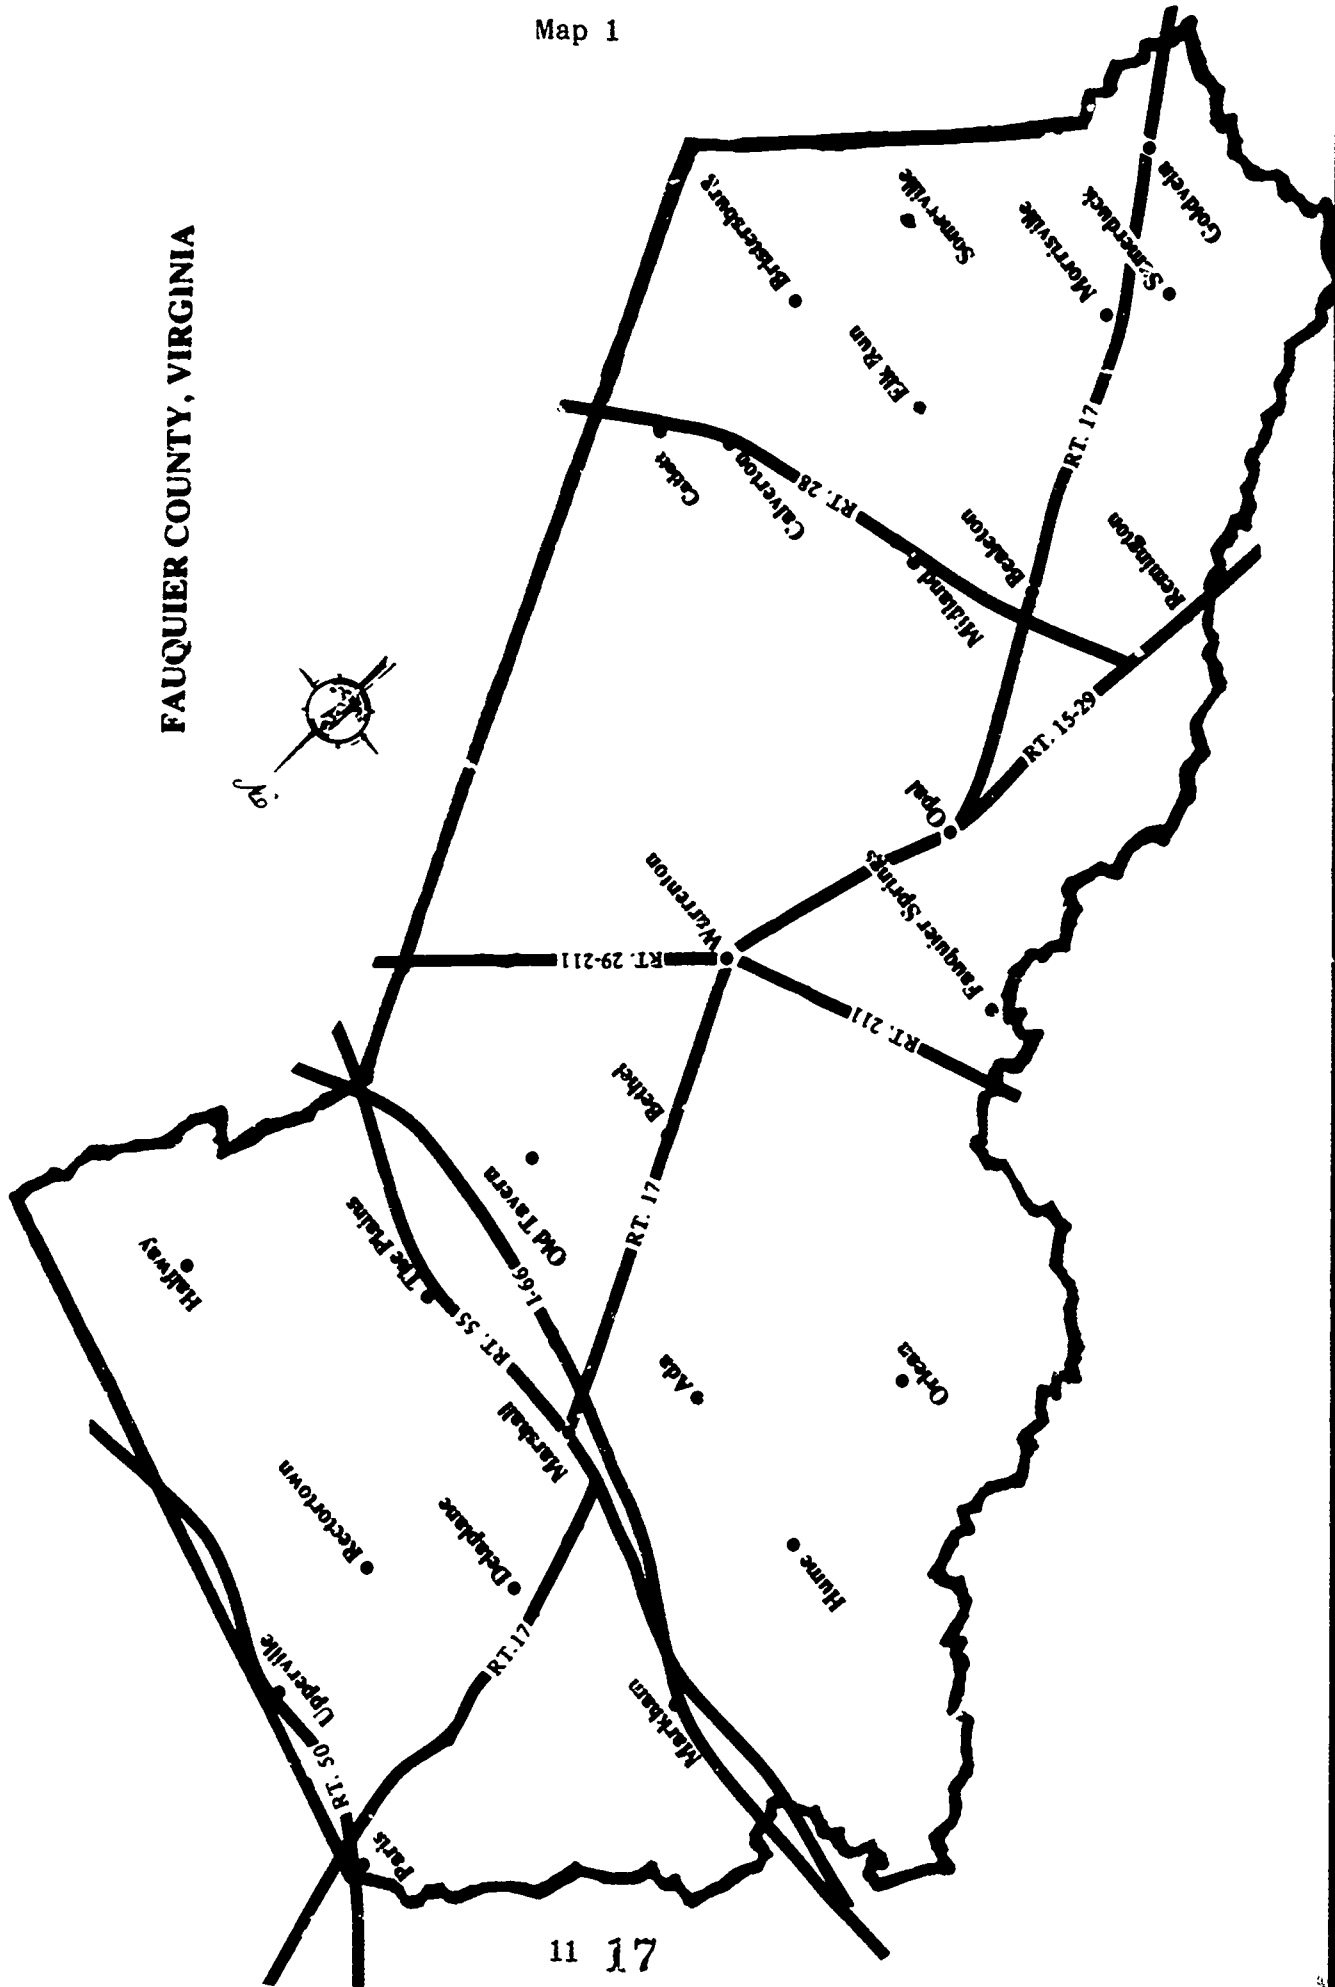 Map 1
FAUQUIER COUNTY, VIRGINIA
N.
Goldvein
Somerville
Morrisville
Bristersburg
Elk Run
RT. 17
Catlett
Calverton
RT. 28
Bealeton
Remington
Midland
RT. 15-29
Opal
Fauquier Springs
Warrenton
RT. 29-211
RT. 211
Bethel
Old Tavern
RT. 17
The Plains
Halfway
I-66
RT. 55
Ada
Marshall
Rectortown
Delaplane
Hume
RT.17
Upperville
Markham
RT. 50
Paris
11 17